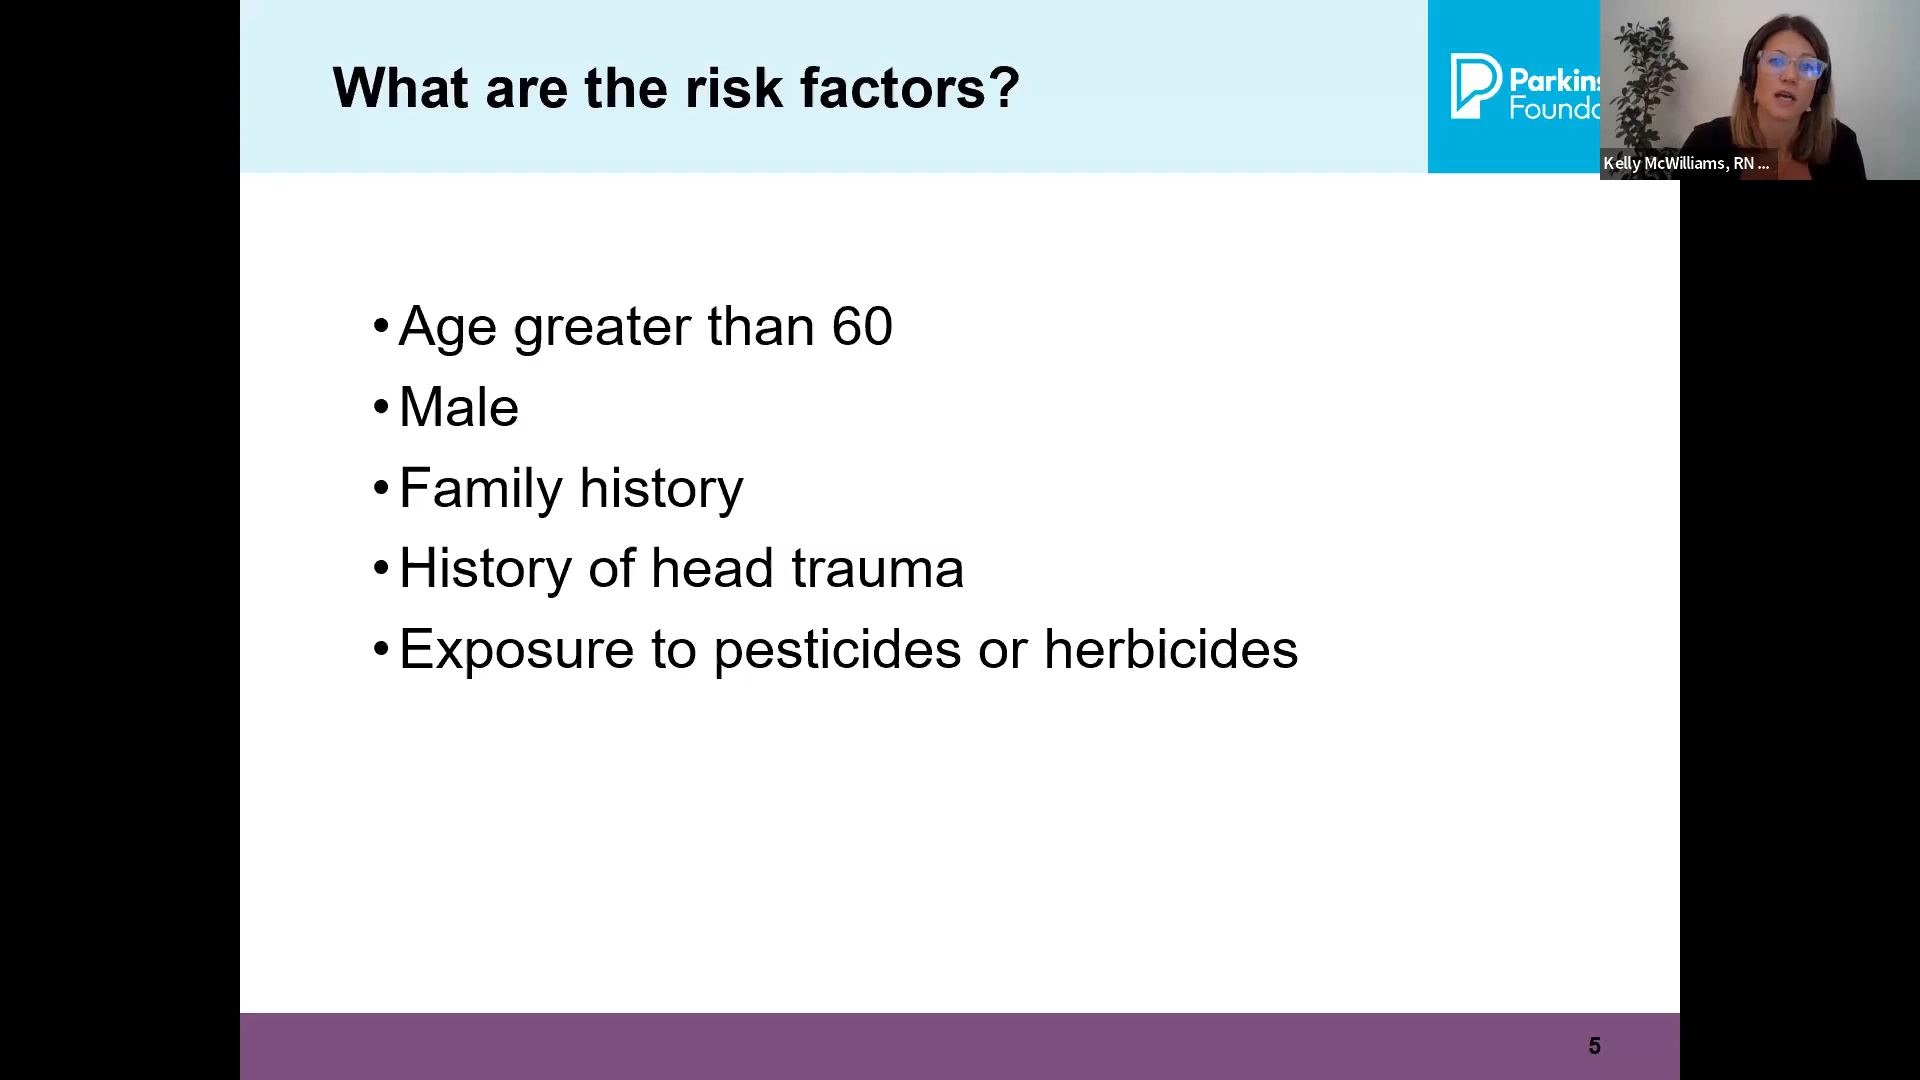 What are the risk factors?
Parkins
Founda
Kelly McWilliams, RN ...
•Age greater than 60
•Male
•Family history
•History of head trauma
•Exposure to pesticides or herbicides
5